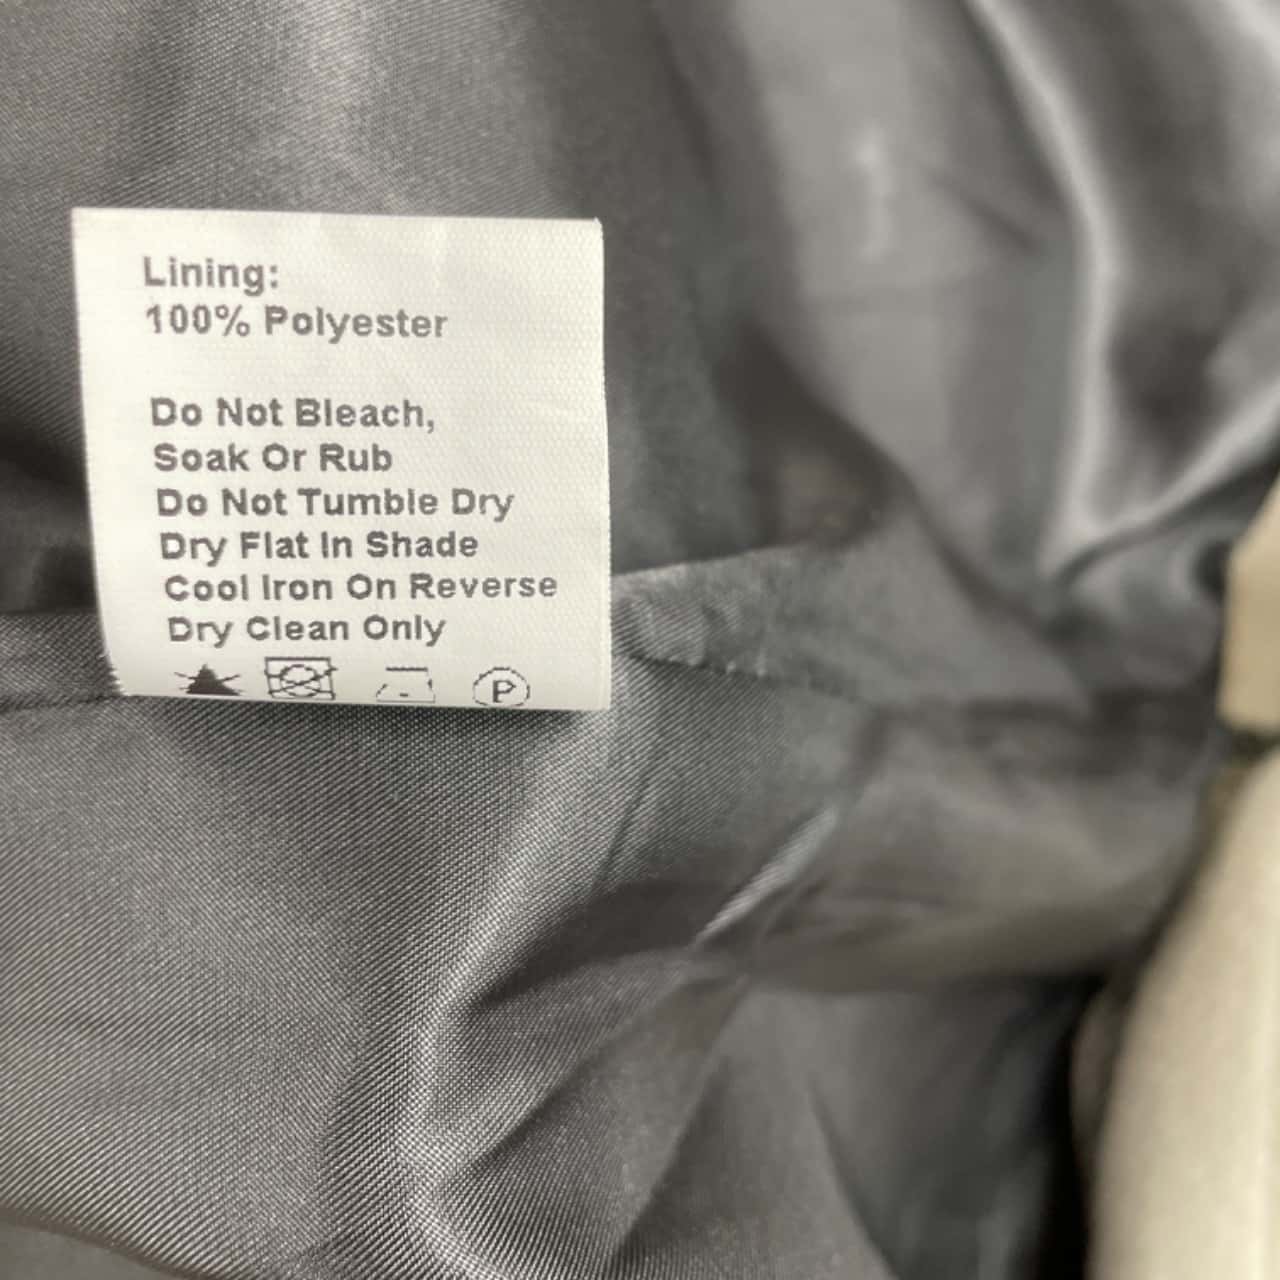 Lining:
100% Polyester
Do Not Bleach,
Soak Or Rub
Do Not Tumble Dry
Dry Flat In Shade
Cool Iron On Reverse
Dry Clean Only
P